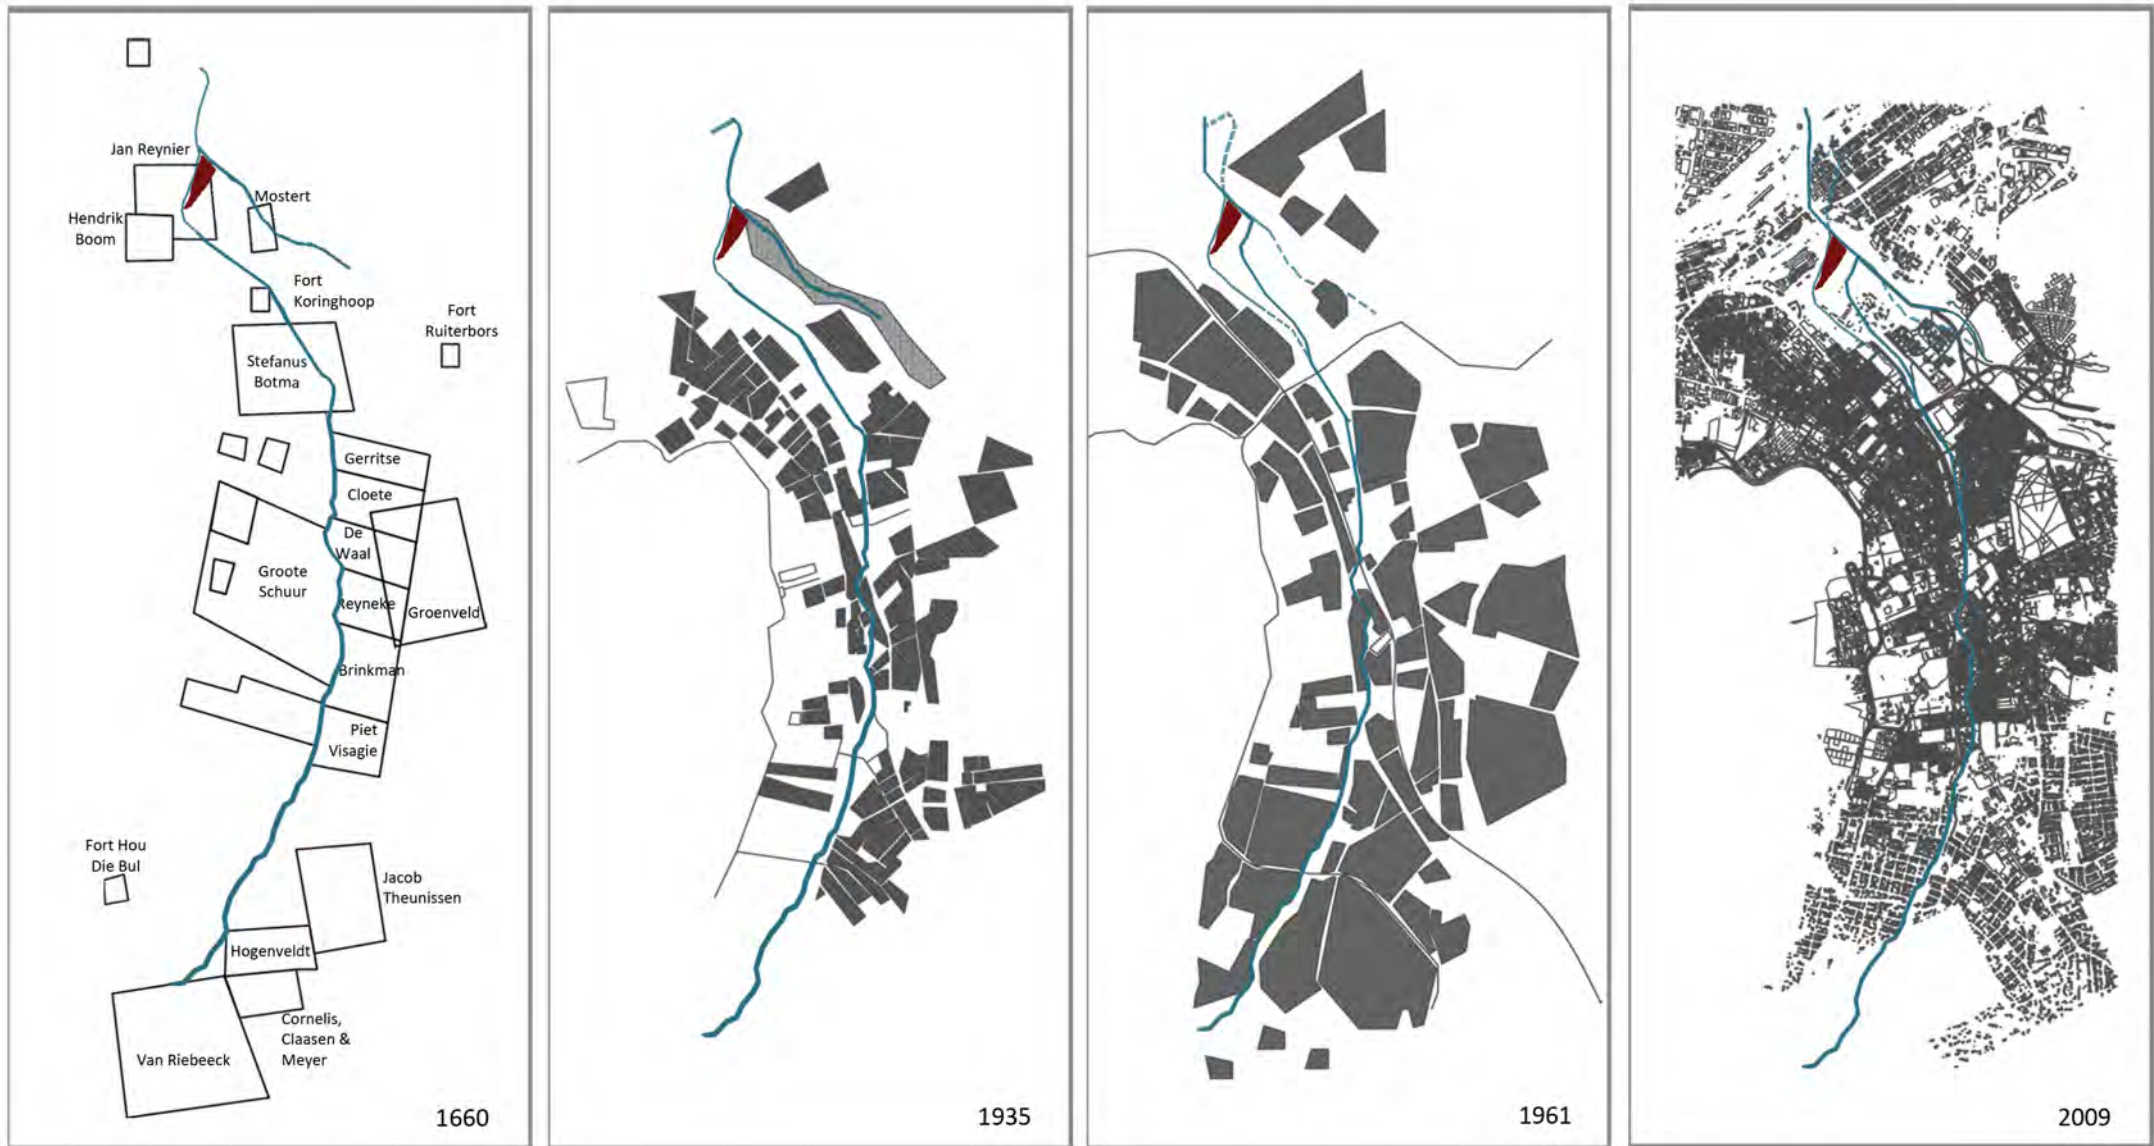 Jan Reynier
Mostert
Hendrik
Boom
Fort
Koringhoop
Fort
Ruiterbors
Stefanus
Botma
Gerritse
Cloete
De
Waal
Groote
Schuur
Reyneke
Groenveld
Brinkman
Piet
Visagie
Fort Hou
Die Bul
Jacob
Theunissen
Hogenveldt
Cornelis,
Claasen &
Meyer
Van Riebeeck
1660
1935
1961
2009